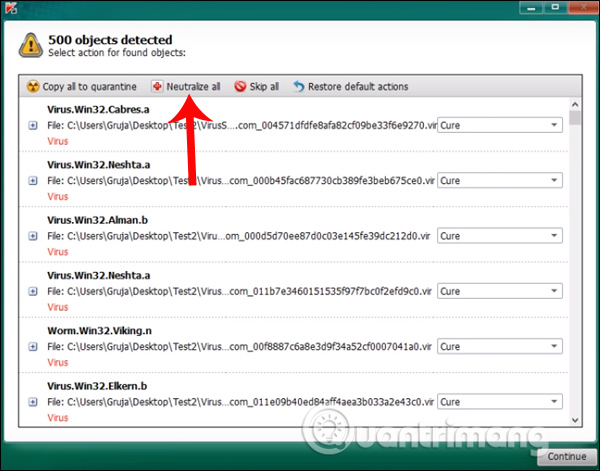 500 objects detected
Select action for found objects:
Copy all to quarantine Neutralize all Skip all Restore default actions
Virus.Win32.Cabres.a
File: C:\Users\Gruja\Desktop\Test2\VirusS....com_004571dfdfe8afa82cf09be33f6e9270.vir Cure
Virus
Virus.Win32.Neshta.a
File: C:\Users\Gruja\Desktop\Test2\Virus...com_000b45fac687730cb389fe3beb675ce0.vir Cure
Virus
Virus.Win32.Alman.b
File: C:\Users\Gruja\Desktop\Test2\Viru...om_000d5d70ee87d0c03e145fe39dc212d0.vir Cure
Virus
Virus.Win32.Neshta.a
File: C:\Users\Gruja\Desktop\Test2\Virus...com_011b7e3460151535f97f7bc0f2efd9c0.vir Cure
Virus
Worm.Win32.Viking.n
File: C:\Users\Gruja\Desktop\Test2\Virus...com_00f8887c6a8e3d9f34a52cf0007041a0.vir Cure
Virus
Virus.Win32.Elkern.b
File: C:\Users\Gruja\Desktop\Test2\Virus...com_011e09b40ed84aff4aea3b033a2e43c0.vir Cure
Virus
Quantrimang
Continue